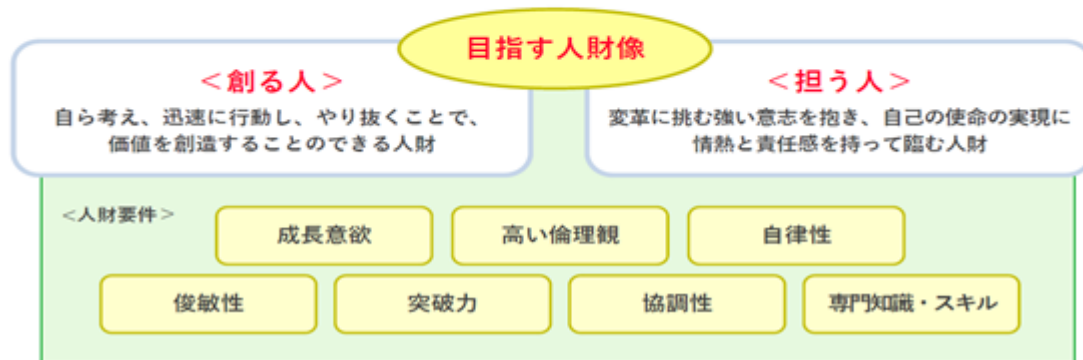 目指す人財像
＜創る人＞
自ら考え、迅速に行動し、やり抜くことで、
価値を創造することのできる人財
＜担う人＞
変革に挑む強い意志を抱き、自己の使命の実現に
情熱と責任感を持って臨む人財
＜人財要件＞
成長意欲
高い倫理観
自律性
俊敏性
突破力
協調性
専門知識・スキル